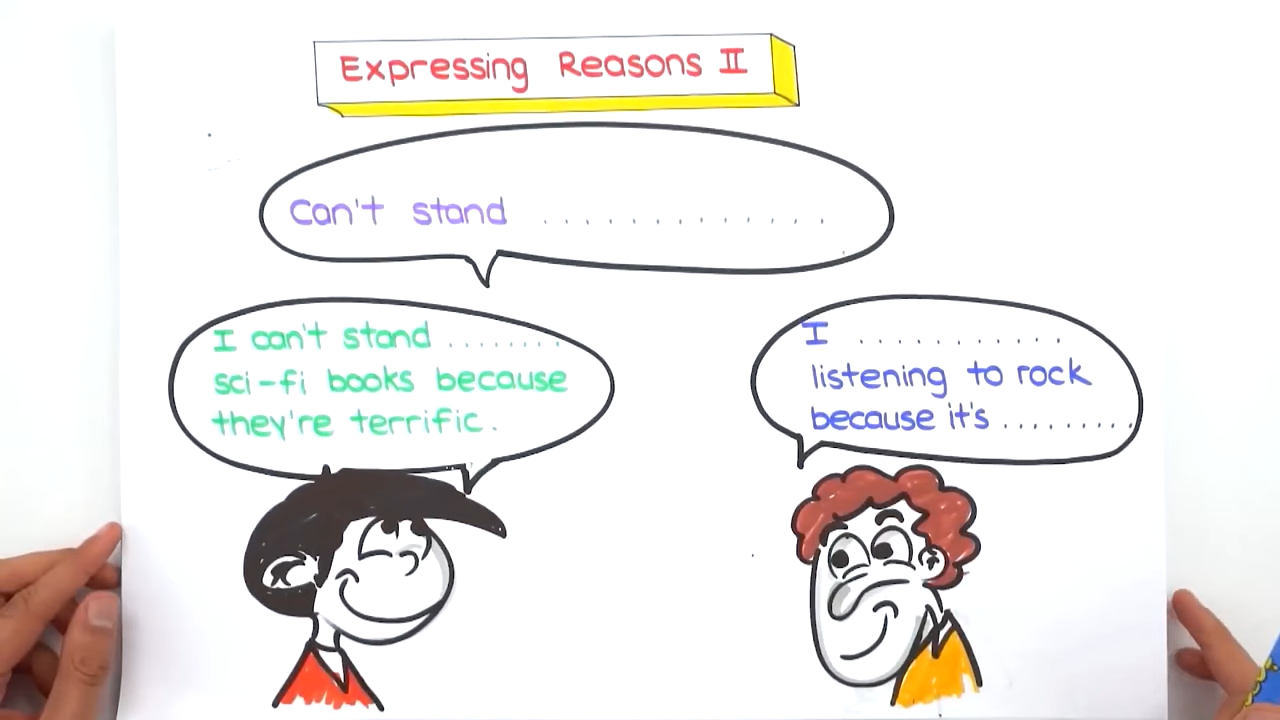 Expressing Reasons II
Can't stand .............
I can't stand ........
sci-fi books because
they're terrific.
I ...........
listening to rock
because it's .........